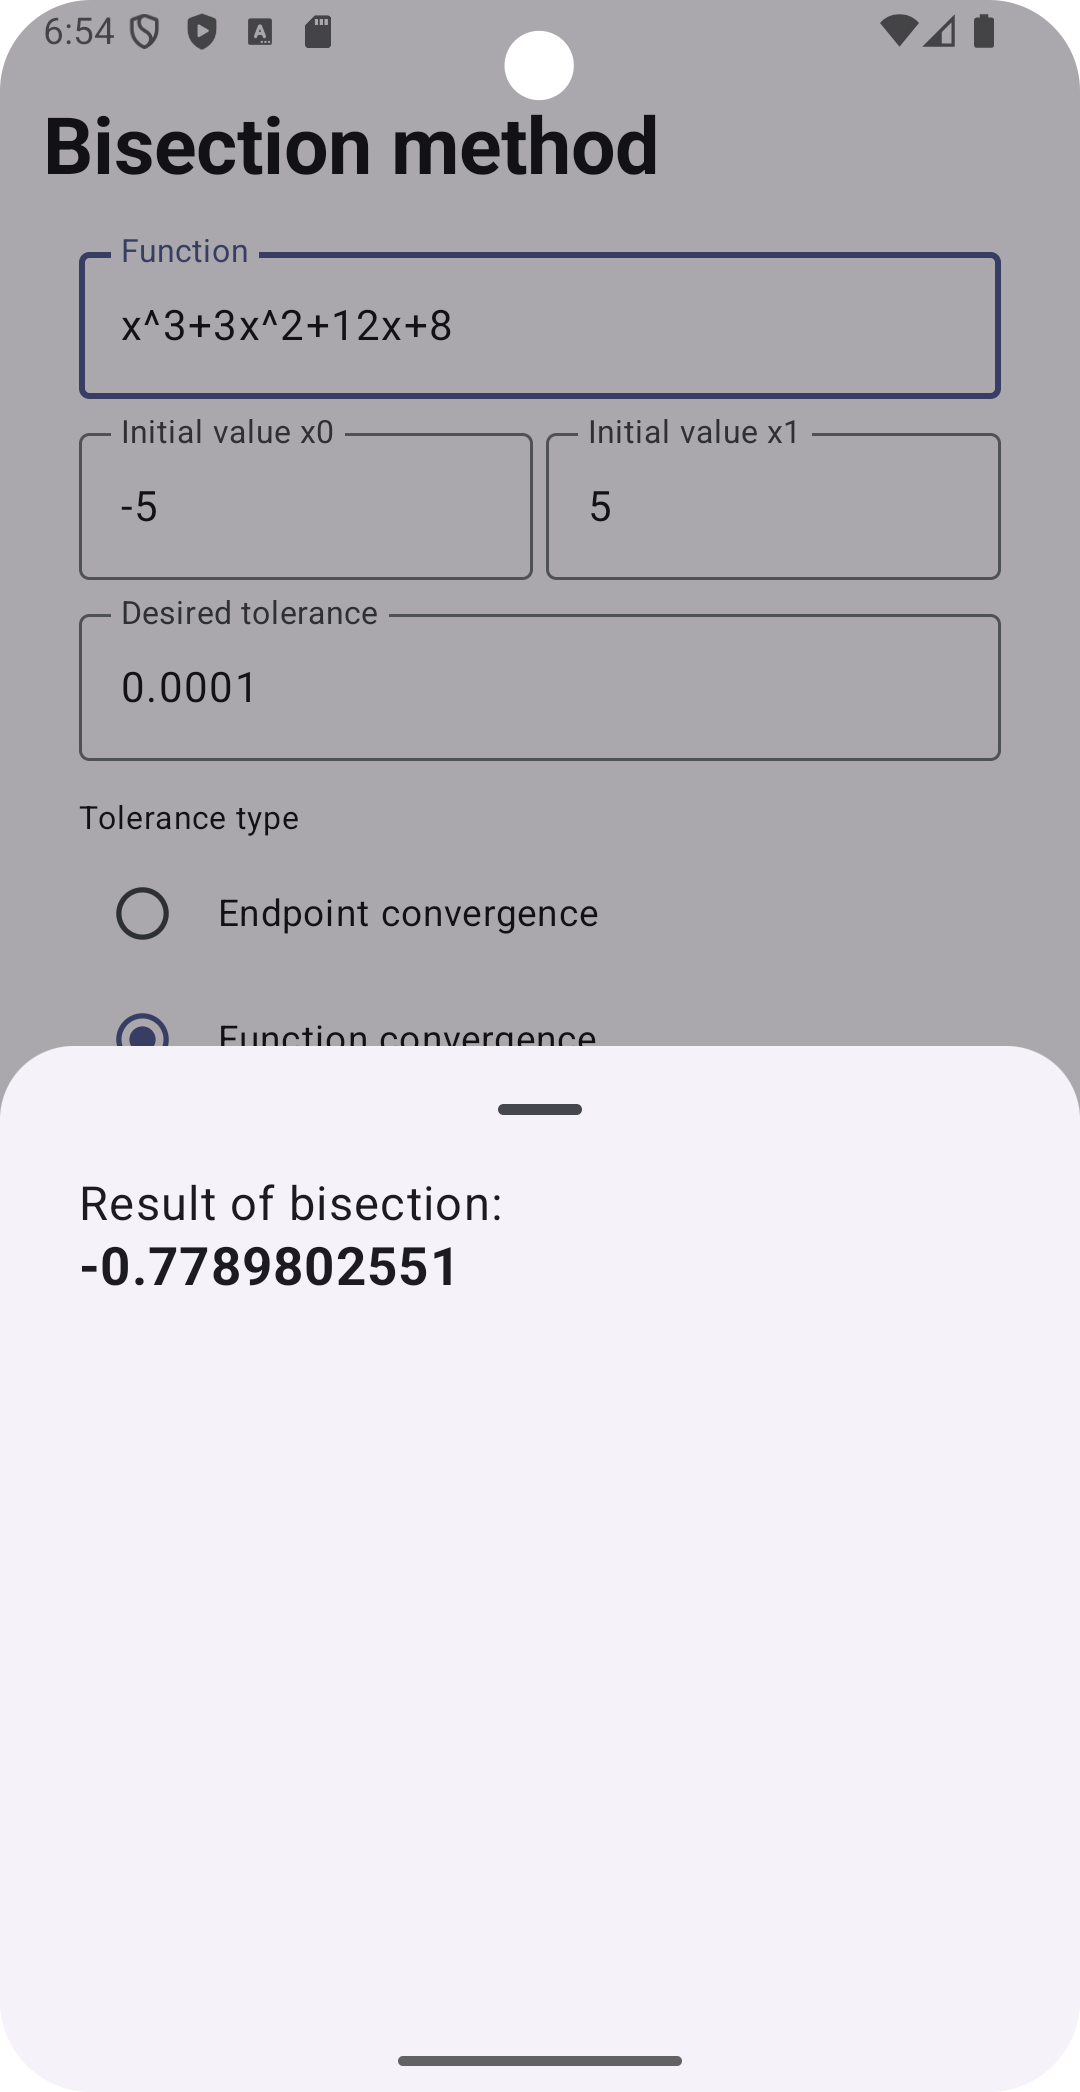 6:54
Bisection method
Function
x^3+3x^2+12x+8
Initial value x0
Initial value x1
-5
5
Desired tolerance
0.0001
Tolerance type
Endpoint convergence
Function convergence
Result of bisection:
-0.7789802551